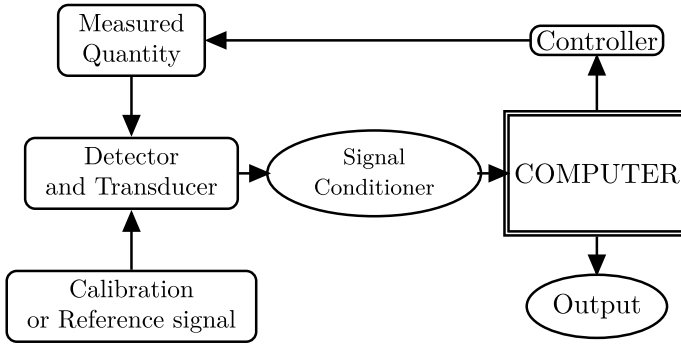 Measured
Quantity
Controller
Detector
and Transducer
Signal
Conditioner
COMPUTER
Calibration
or Reference signal
Output